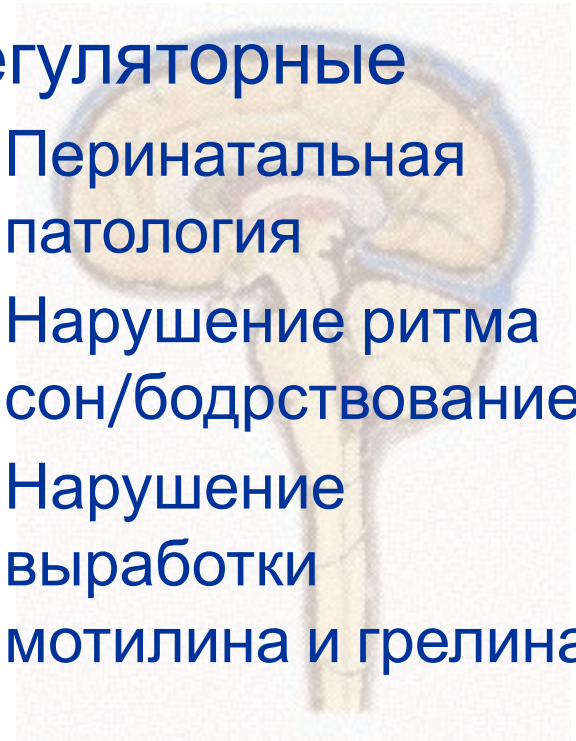 егуляторные
Перинатальная
патология
Нарушение ритма
сон/бодрствование
Нарушение
выработки
мотилина и грелина